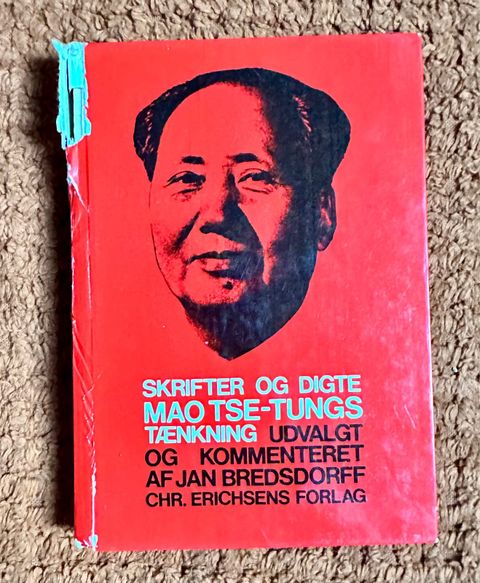 SKRIFTER OG DIGTE
MAO TSE-TUNGS
TÆNKNING UDVALGT
OG KOMMENTERET
AF JAN BREDSDORFF
CHR. ERICHSENS FORLAG